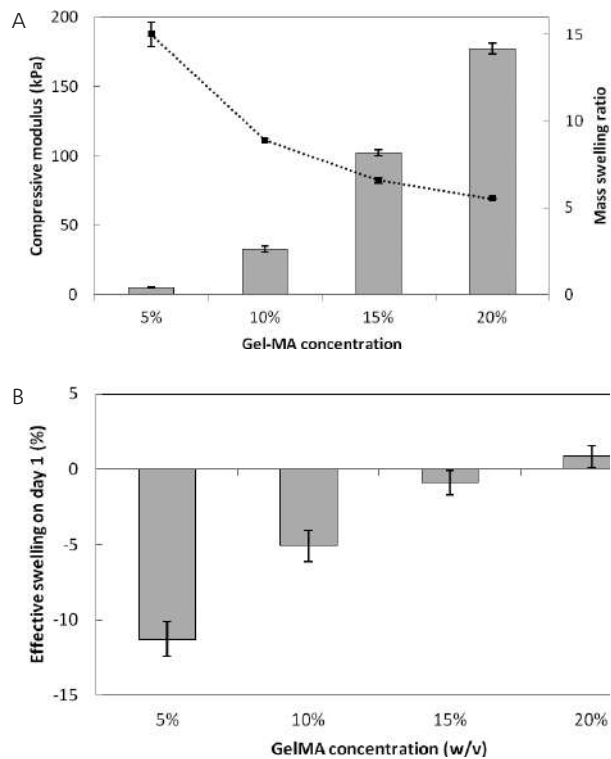 A
Compressive modulus (kPa)
200
150
100
50
0
Mass swelling ratio
15
10
5
0
5% 10% 15% 20%
Gel-MA concentration
B
Effective swelling on day 1 (%)
5
0
-5
-10
-15
5% 10% 15% 20%
GelMA concentration (w/v)